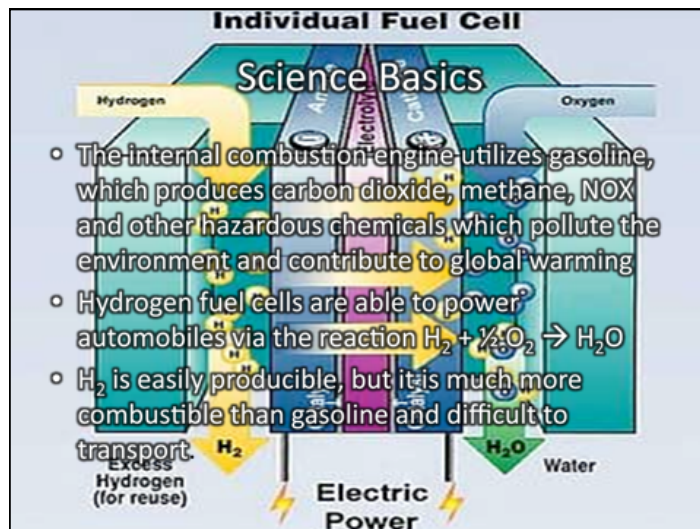 Individual Fuel Cell
Science Basics
Hydrogen
Oxygen
Electrolyte
• The internal combustion engine utilizes gasoline,
which produces carbon dioxide, methane, NOX
and other hazardous chemicals which pollute the
environment and contribute to global warming
• Hydrogen fuel cells are able to power
automobiles via the reaction H₂ + ½ O₂ → H₂O
• H₂ is easily producible, but it is much more
combustible than gasoline and difficult to
transport.
H₂
H₂O
Excess
Hydrogen
(for reuse)
Electric
Power
Water